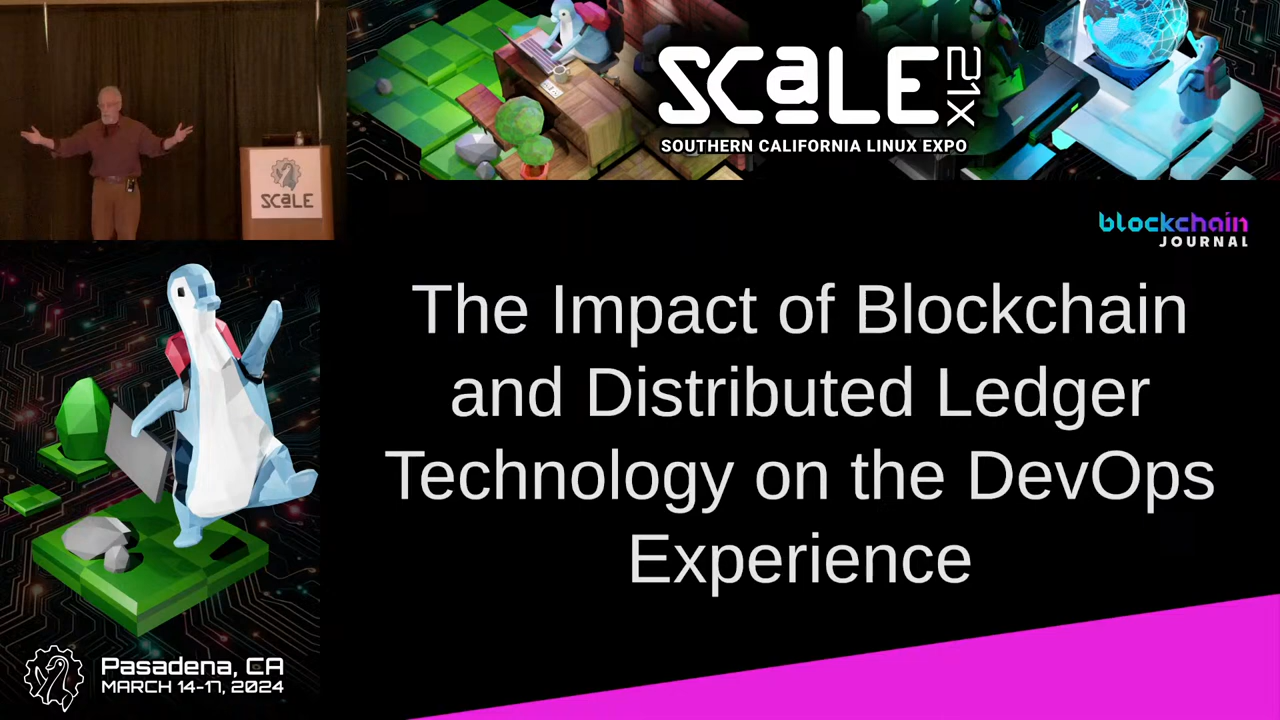 SCaLE 21x
SOUTHERN CALIFORNIA LINUX EXPO
SCaLE
blockchain
JOURNAL
The Impact of Blockchain
and Distributed Ledger
Technology on the DevOps
Experience
Pasadena, CA
MARCH 14-17, 2024